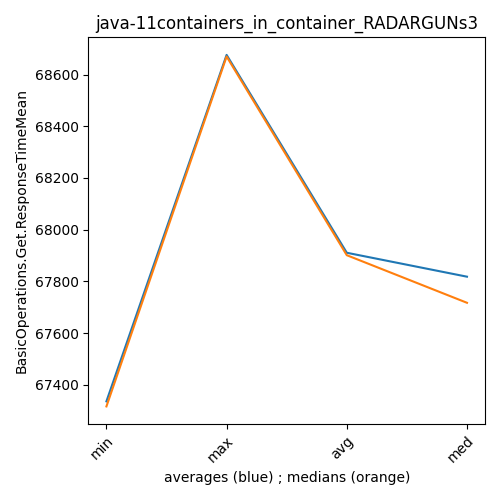 java-11containers_in_container_RADARGUNs3
BasicOperations.Get.ResponseTimeMean
68600
68400
68200
68000
67800
67600
67400
min
max
avg
med
averages (blue) ; medians (orange)